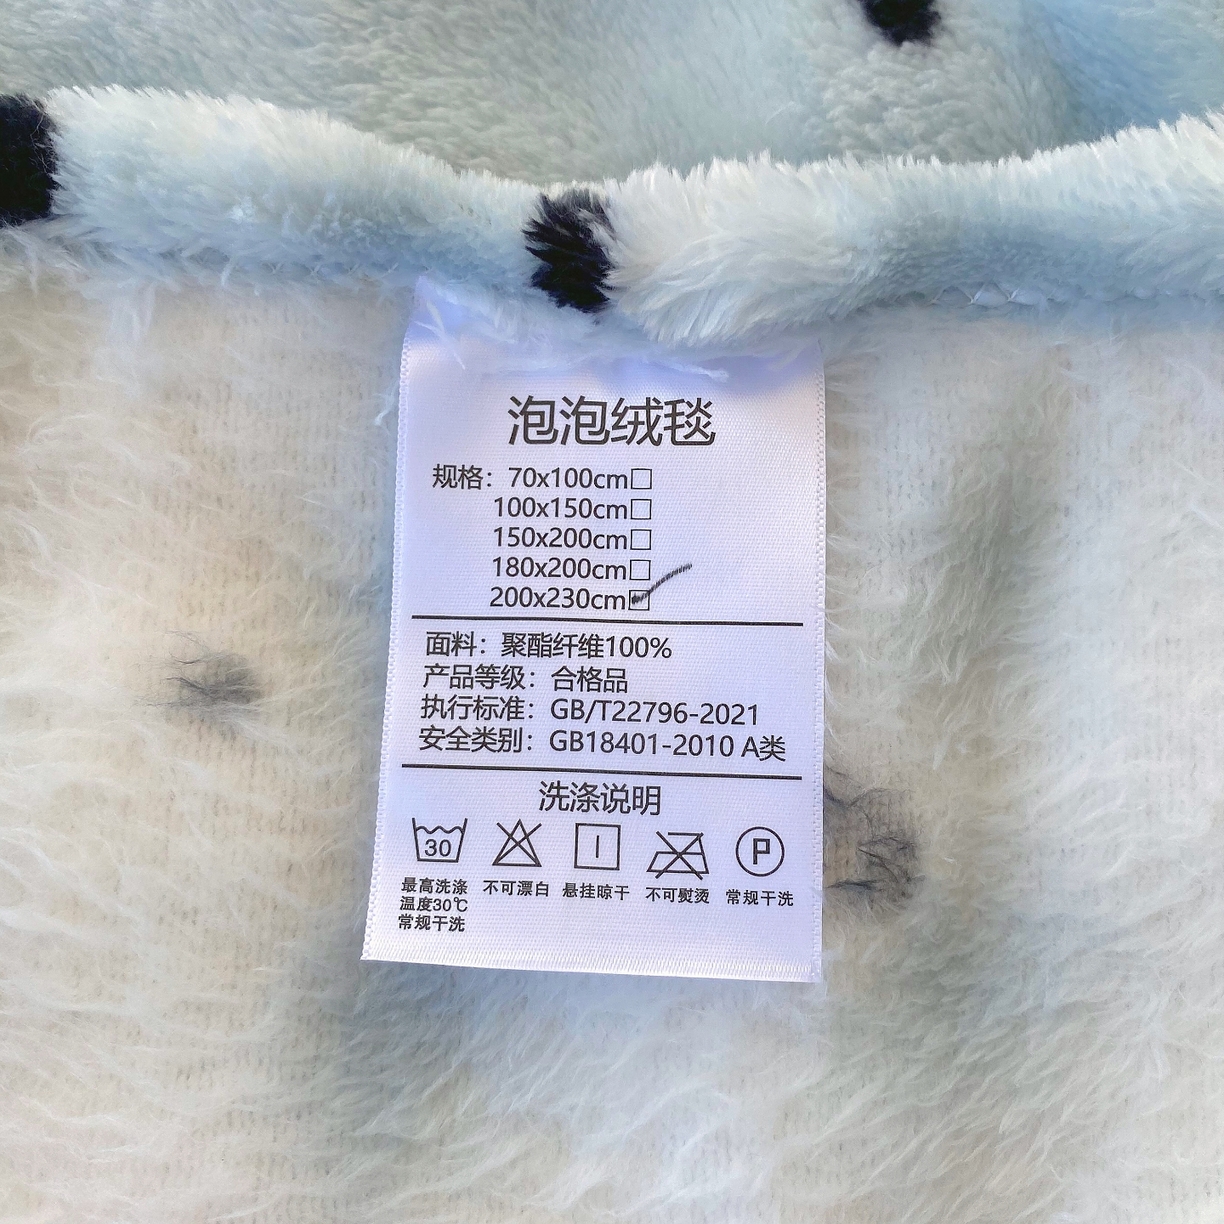 泡泡绒毯
规格：70x100cm□
100x150cm□
150x200cm□
180x200cm□
200x230cm☑
面料：聚酯纤维100%
产品等级：合格品
执行标准：GB/T22796-2021
安全类别：GB18401-2010 A类
洗涤说明
30 P
最高洗涤 不可漂白 悬挂晾干 不可熨烫 常规干洗
温度30℃
常规干洗